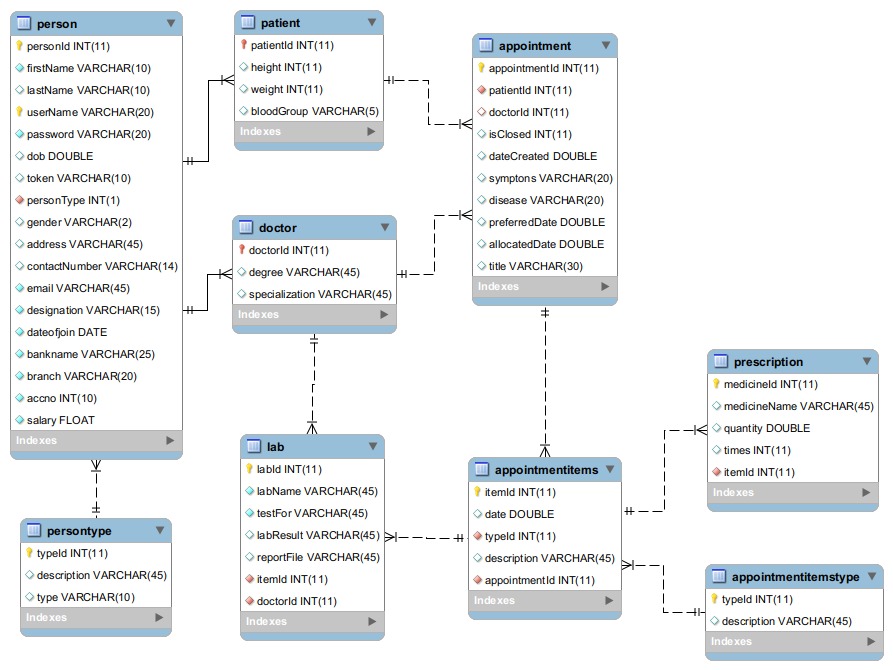 person
personId INT(11)
firstName VARCHAR(10)
lastName VARCHAR(10)
userName VARCHAR(20)
password VARCHAR(20)
dob DOUBLE
token VARCHAR(10)
personType INT(1)
gender VARCHAR(2)
address VARCHAR(45)
contactNumber VARCHAR(14)
email VARCHAR(45)
designation VARCHAR(15)
dateofjoin DATE
bankname VARCHAR(25)
branch VARCHAR(20)
accno INT(10)
salary FLOAT
Indexes
patient
patientId INT(11)
height INT(11)
weight INT(11)
bloodGroup VARCHAR(5)
Indexes
appointment
appointmentId INT(11)
patientId INT(11)
doctorId INT(11)
isClosed INT(11)
dateCreated DOUBLE
symptons VARCHAR(20)
disease VARCHAR(20)
preferredDate DOUBLE
allocatedDate DOUBLE
title VARCHAR(30)
Indexes
doctor
doctorId INT(11)
degree VARCHAR(45)
specialization VARCHAR(45)
Indexes
prescription
medicineId INT(11)
medicineName VARCHAR(45)
quantity DOUBLE
times INT(11)
itemId INT(11)
Indexes
lab
labId INT(11)
labName VARCHAR(45)
testFor VARCHAR(45)
labResult VARCHAR(45)
reportFile VARCHAR(45)
itemId INT(11)
doctorId INT(11)
Indexes
appointmentitems
itemId INT(11)
date DOUBLE
typeId INT(11)
description VARCHAR(45)
appointmentId INT(11)
Indexes
persontype
typeId INT(11)
description VARCHAR(45)
type VARCHAR(10)
Indexes
appointmentitemstype
typeId INT(11)
description VARCHAR(45)
Indexes